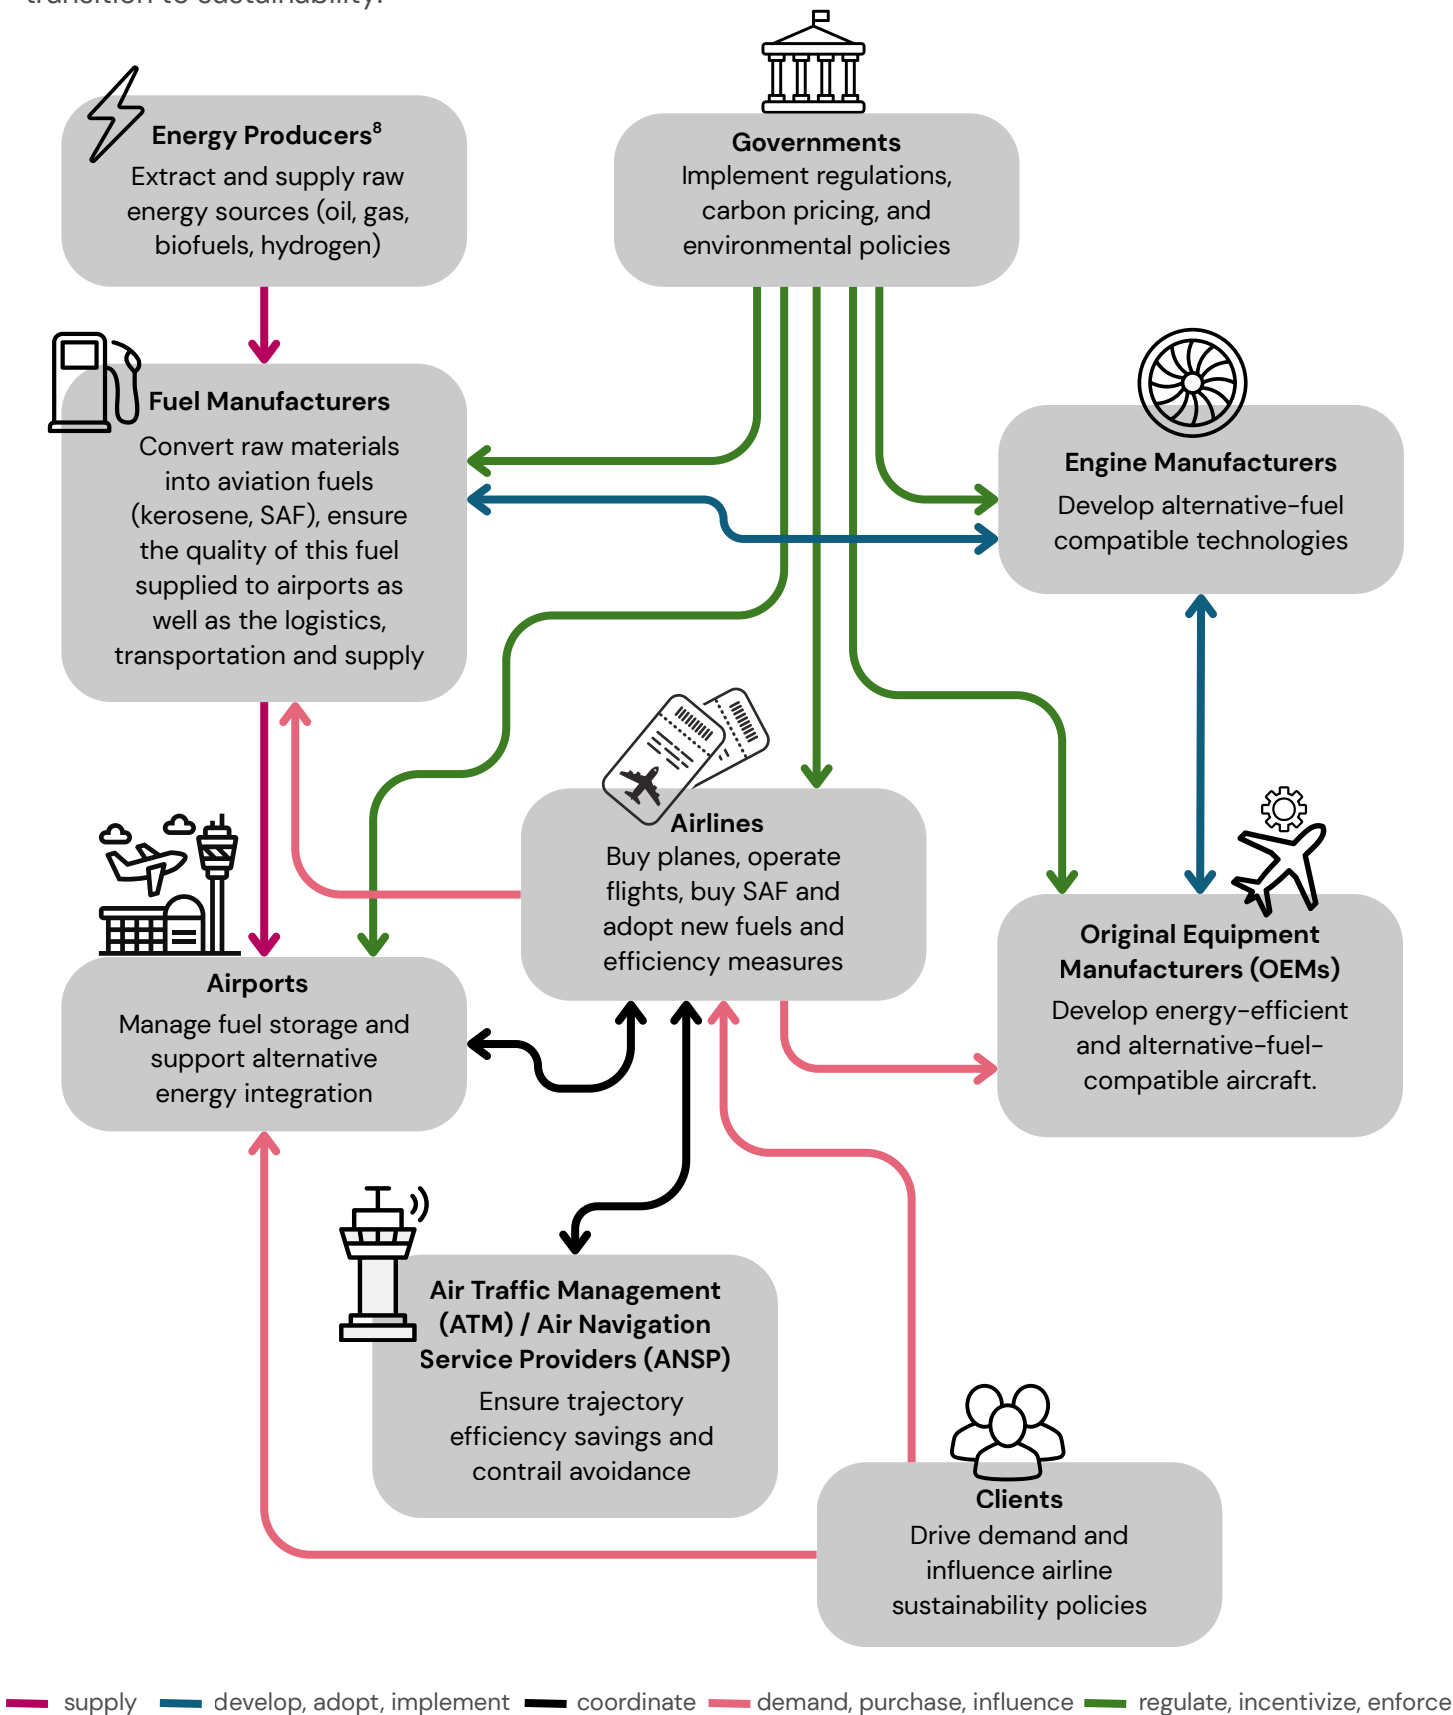 transition to sustainability.
Energy Producers⁸
Extract and supply raw
energy sources (oil, gas,
biofuels, hydrogen)
Governments
Implement regulations,
carbon pricing, and
environmental policies
Fuel Manufacturers
Convert raw materials
into aviation fuels
(kerosene, SAF), ensure
the quality of this fuel
supplied to airports as
well as the logistics,
transportation and supply
Engine Manufacturers
Develop alternative-fuel
compatible technologies
Airlines
Buy planes, operate
flights, buy SAF and
adopt new fuels and
efficiency measures
Original Equipment
Manufacturers (OEMs)
Develop energy-efficient
and alternative-fuel-
compatible aircraft.
Airports
Manage fuel storage and
support alternative
energy integration
Air Traffic Management
(ATM) / Air Navigation
Service Providers (ANSP)
Ensure trajectory
efficiency savings and
contrail avoidance
Clients
Drive demand and
influence airline
sustainability policies
supply develop, adopt, implement coordinate demand, purchase, influence regulate, incentivize, enforce